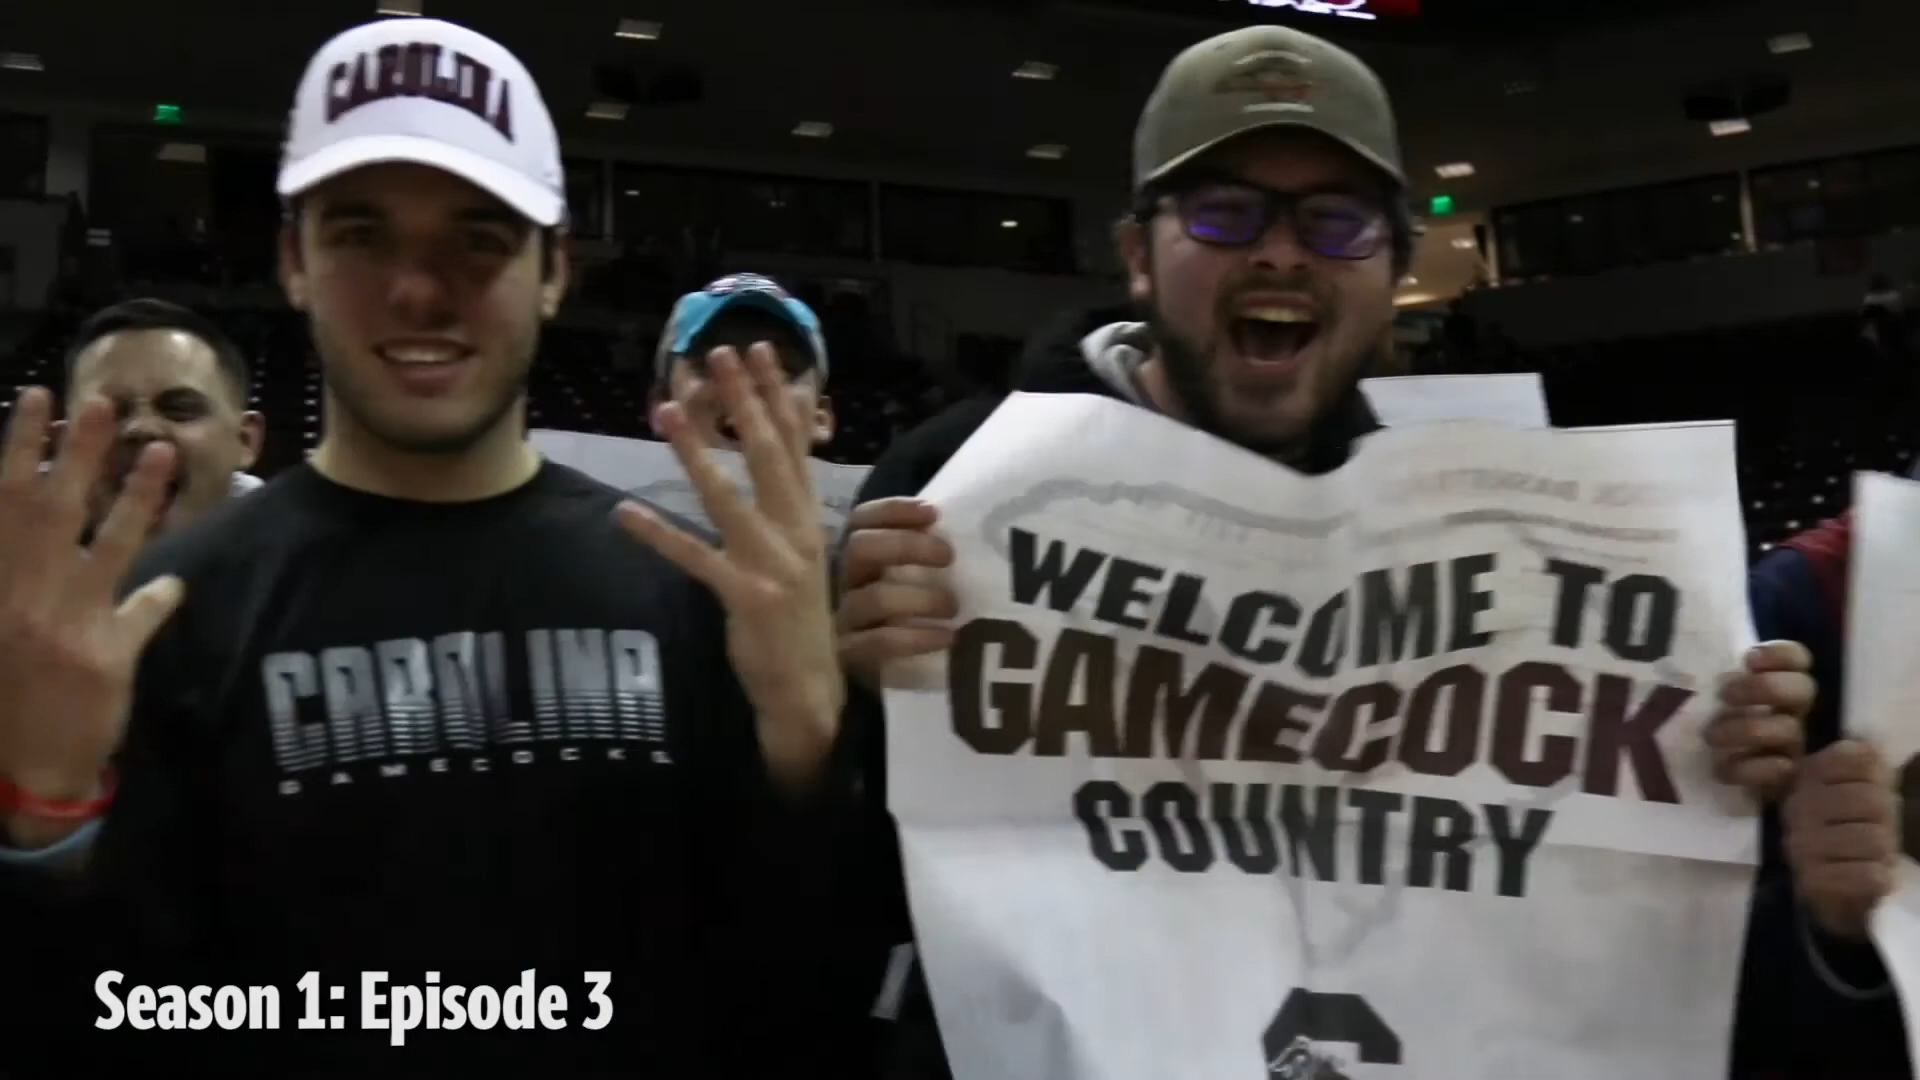 CAROLINA
CAROLINA
GAMECOCKS
WELCOME TO
GAMECOCK
COUNTRY
Season 1: Episode 3